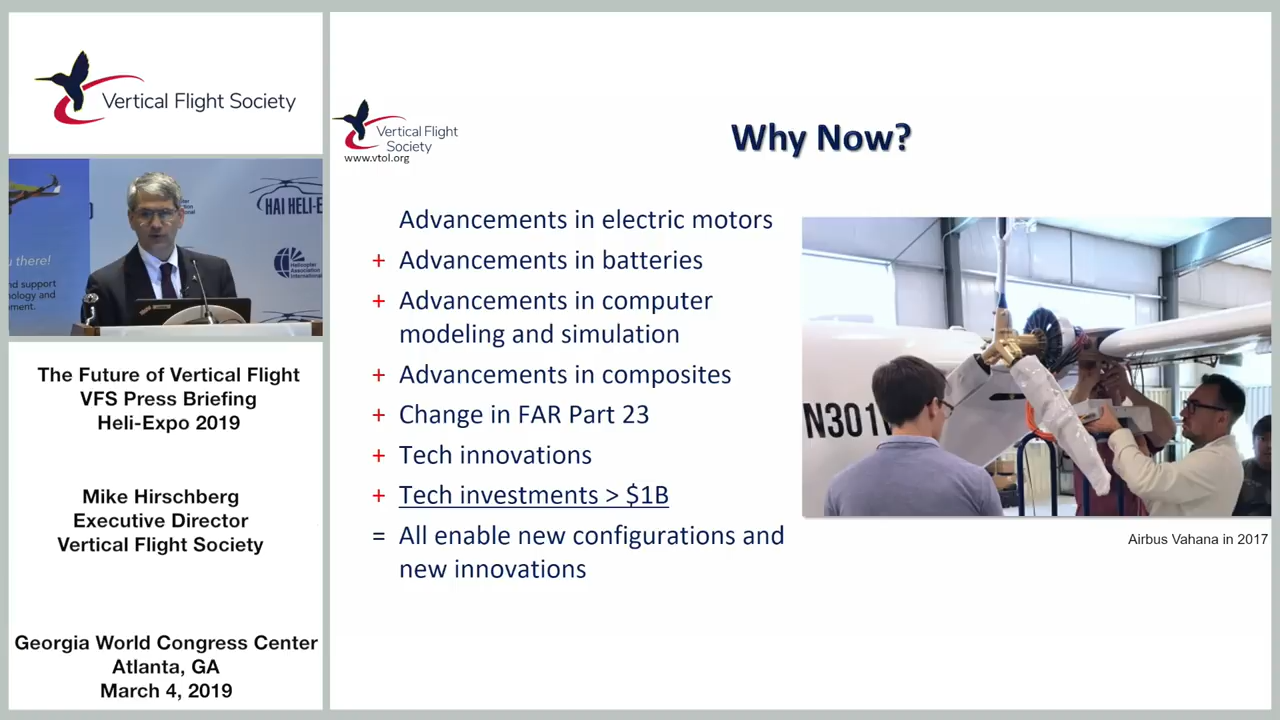 Vertical Flight Society
u there!
nd support
ology and
ment.
HAI HELI-E
Helicopter
Association
International
The Future of Vertical Flight
VFS Press Briefing
Heli-Expo 2019
Mike Hirschberg
Executive Director
Vertical Flight Society
Georgia World Congress Center
Atlanta, GA
March 4, 2019
Vertical Flight
Society
www.vtol.org
Why Now?
Advancements in electric motors
+ Advancements in batteries
+ Advancements in computer
modeling and simulation
+ Advancements in composites
+ Change in FAR Part 23
+ Tech innovations
+ Tech investments > $1B
= All enable new configurations and
new innovations
N301
Airbus Vahana in 2017